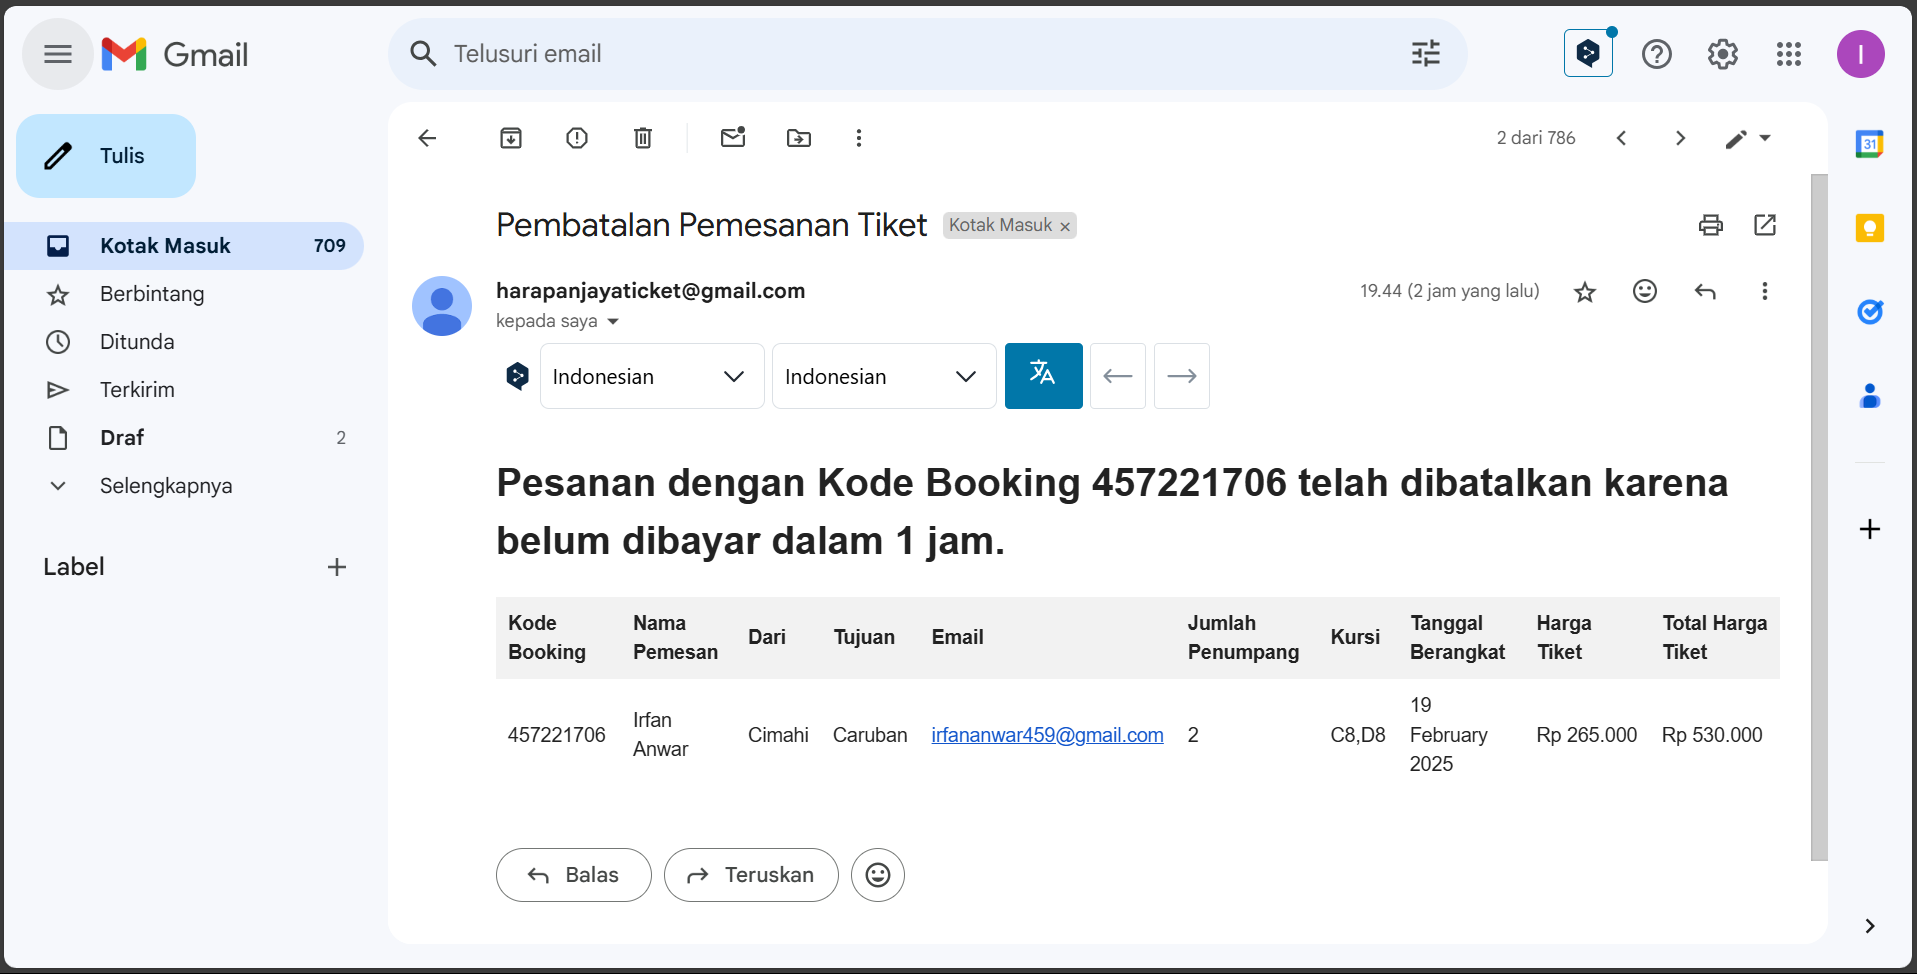 Gmail
Telusuri email
I
Tulis
Kotak Masuk 709
Berbintang
Ditunda
Terkirim
Draf 2
Selengkapnya
Label
2 dari 786
31
Pembatalan Pemesanan Tiket
Kotak Masuk ×
harapanjayaticket@gmail.com
19.44 (2 jam yang lalu)
kepada saya
Indonesian
Indonesian
Pesanan dengan Kode Booking 457221706 telah dibatalkan karena
belum dibayar dalam 1 jam.
Kode Booking Nama Pemesan Dari Tujuan Email Jumlah Penumpang Kursi Tanggal Berangkat Harga Tiket Total Harga Tiket
457221706 Irfan Anwar Cimahi Caruban irfananwar459@gmail.com 2 C8,D8 19 February 2025 Rp 265.000 Rp 530.000
Balas
Teruskan